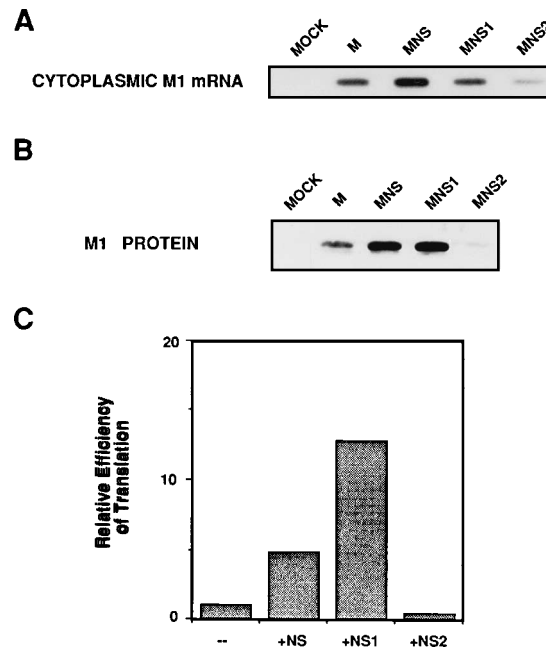 A
MOCK M MNS MNS1 MNS2
CYTOPLASMIC M1 mRNA
B
MOCK M MNS MNS1 MNS2
M1 PROTEIN
C
20
10
0
Relative Efficiency
of Translation
-- +NS +NS1 +NS2